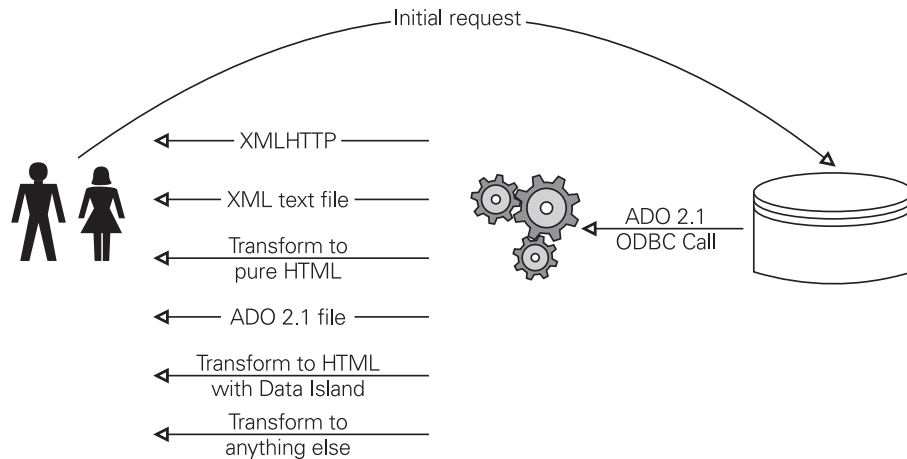 Initial request
XMLHTTP
XML text file
Transform to
pure HTML
ADO 2.1 file
Transform to HTML
with Data Island
Transform to
anything else
ADO 2.1
ODBC Call